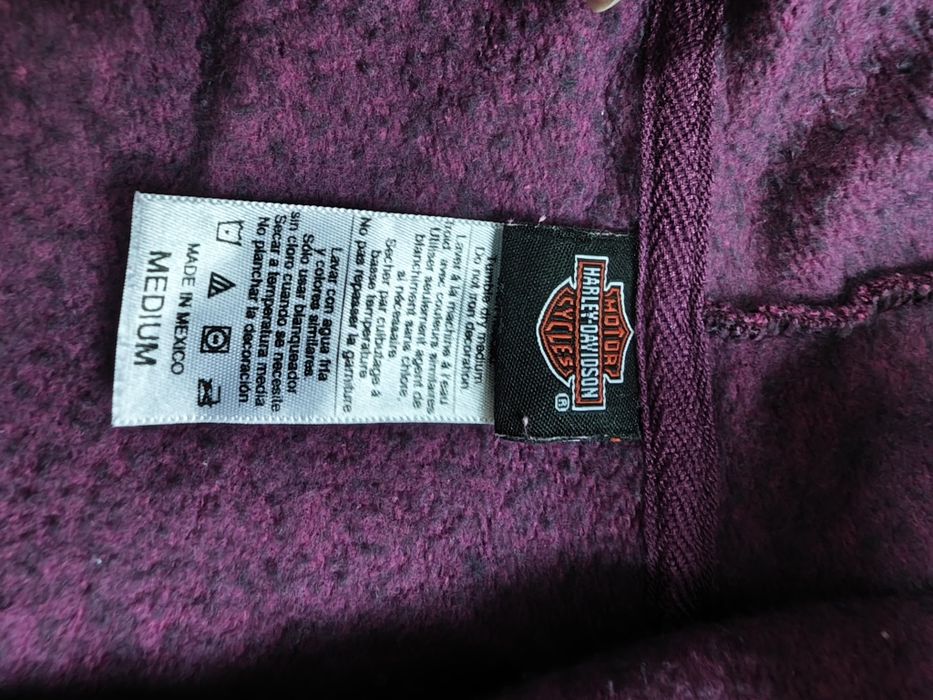 MOTOR
HARLEY-DAVIDSON
CYCLES
®
Tumble dry medium
Do not iron decoration
Laver à la machine à l'eau
froid avec couleurs similaires
Utiliser seulement agent de
blanchiment sans chlore,
si nécessaire
Sécher par culbutage à
basse température
No pas repasser la garniture
Lavar con agua fria
y colores similares
Sólo usar blanqueador
sin cloro cuando se necesite
Secar a temperatura media
No planchar la decoración
MADE IN MEXICO
MEDIUM